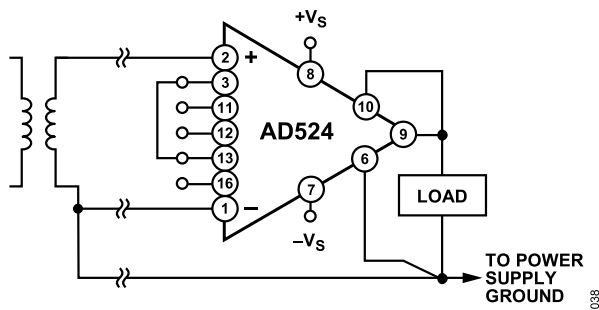 +VS
2
+
8
3
11
10
12
AD524
9
13
6
16
7
1
−
LOAD
−VS
TO POWER
SUPPLY
GROUND
038